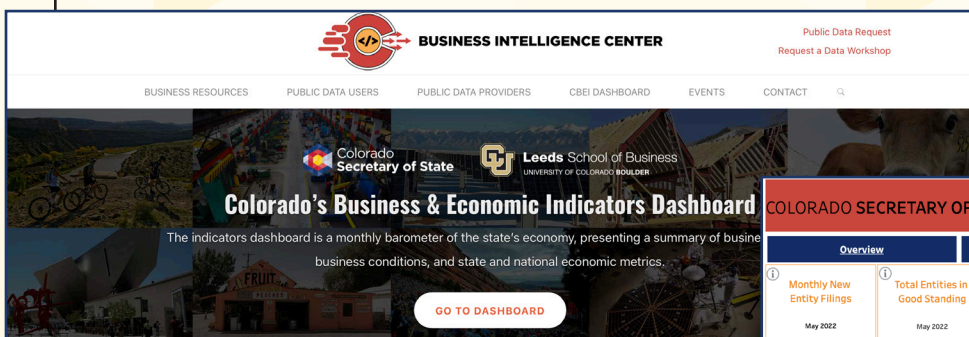 </>
BUSINESS INTELLIGENCE CENTER
Public Data Request
Request a Data Workshop
BUSINESS RESOURCES PUBLIC DATA USERS PUBLIC DATA PROVIDERS CBEI DASHBOARD EVENTS CONTACT
Colorado
Secretary of State
CU
Leeds School of Business
UNIVERSITY OF COLORADO BOULDER
Colorado's Business & Economic Indicators Dashboard
The indicators dashboard is a monthly barometer of the state's economy, presenting a summary of busine
business conditions, and state and national economic metrics.
FRUIT
PEACHES
GO TO DASHBOARD
COLORADO SECRETARY OF
Overview
i
Monthly New
Entity Filings
May 2022
i
Total Entities in
Good Standing
May 2022